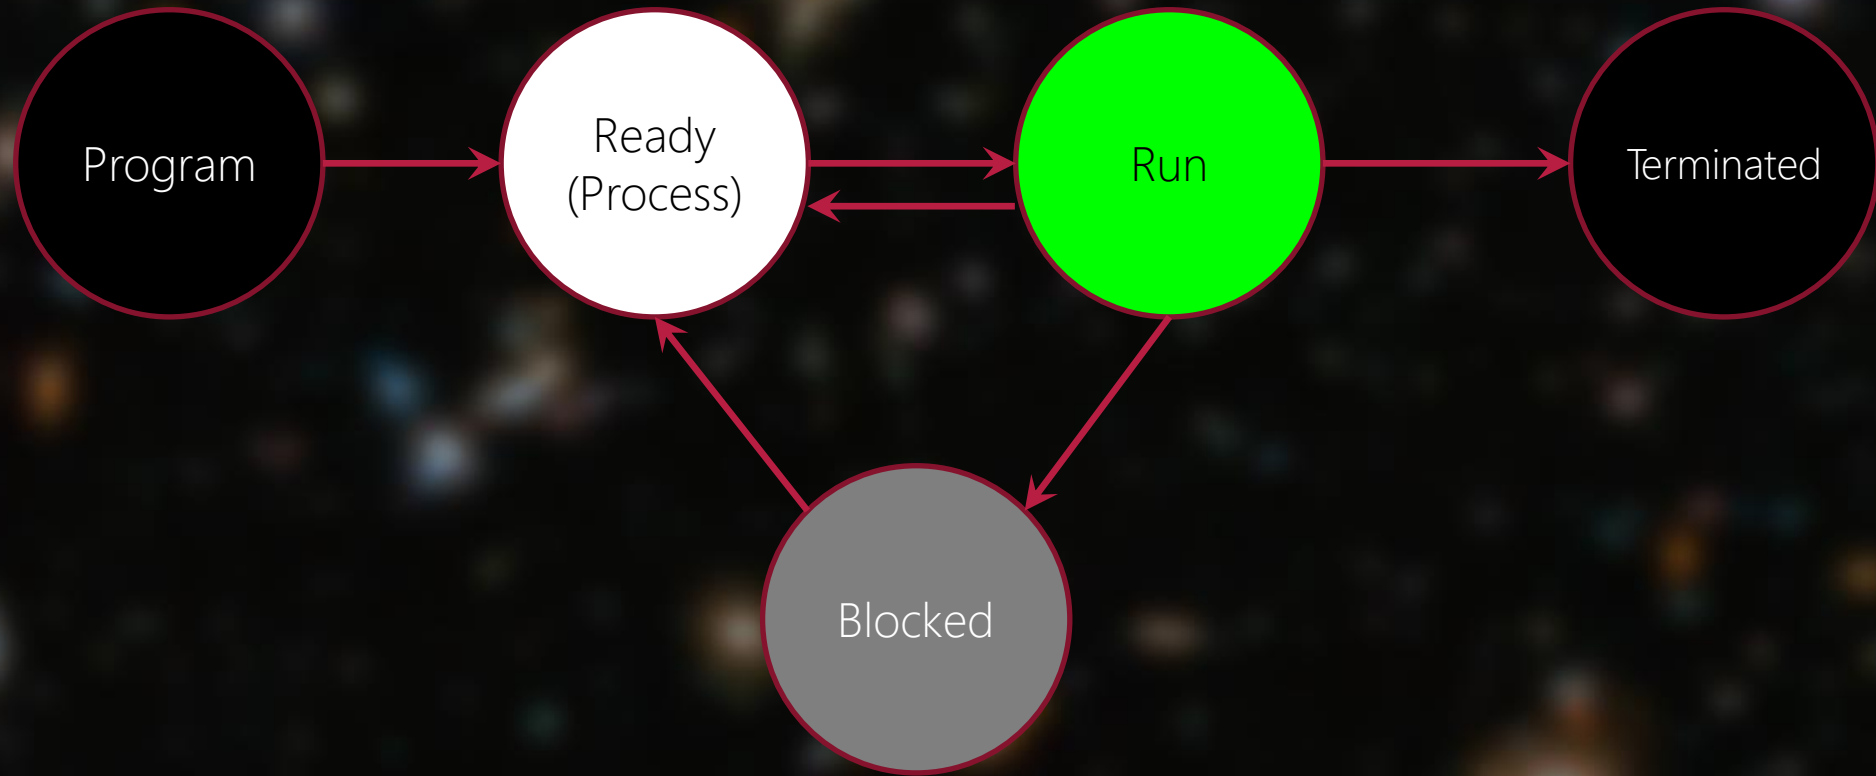 Program
Ready
(Process)
Run
Terminated
Blocked